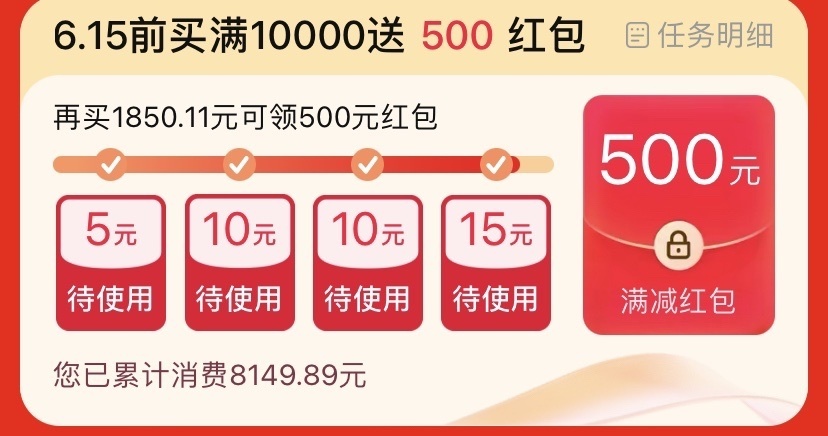 6.15前买满10000送 500 红包 任务明细
再买1850.11元可领500元红包
500元
5元 10元 10元 15元
待使用 待使用 待使用 待使用
满减红包
您已累计消费8149.89元